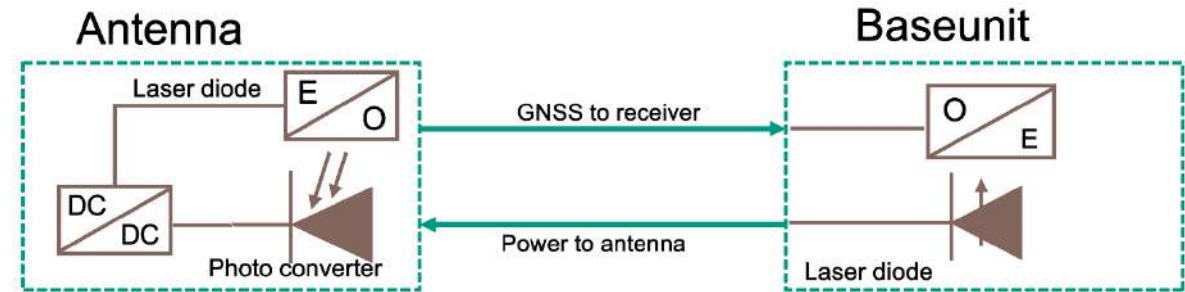 Antenna
Baseunit
Laser diode
E
O
GNSS to receiver
O
E
DC
DC
Photo converter
Power to antenna
Laser diode